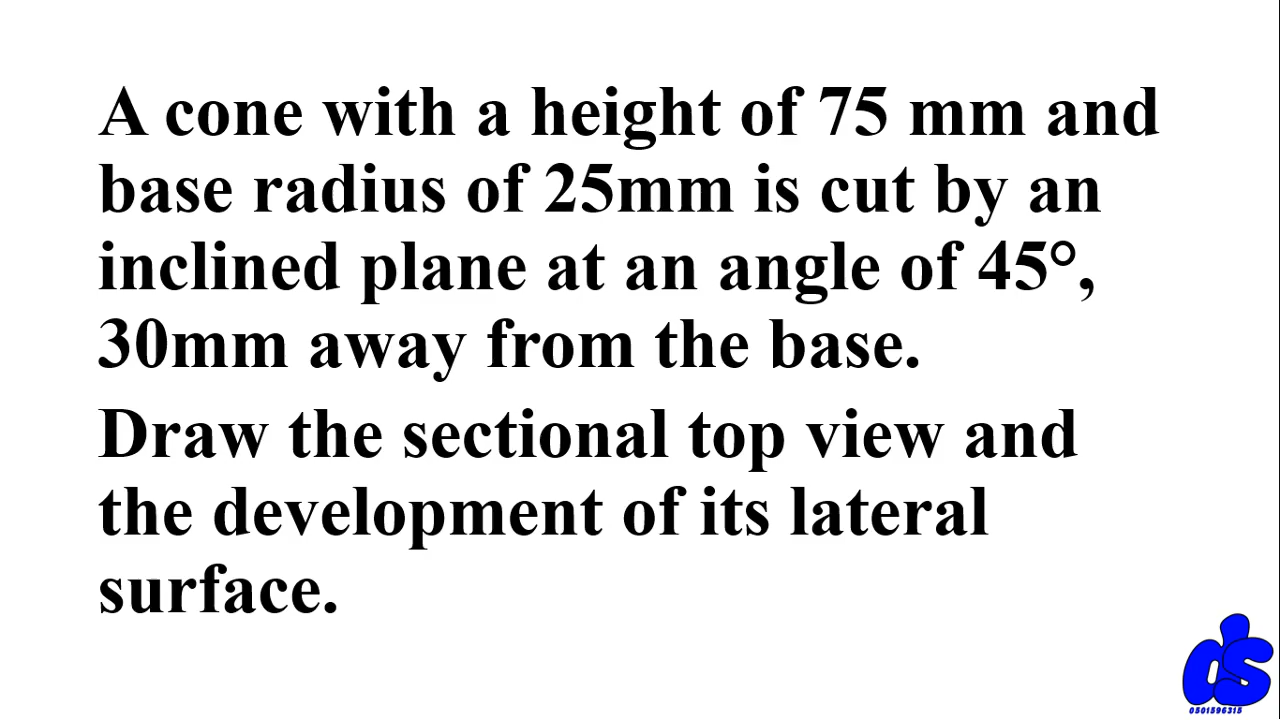 A cone with a height of 75 mm and
base radius of 25mm is cut by an
inclined plane at an angle of 45°,
30mm away from the base.
Draw the sectional top view and
the development of its lateral
surface.
ds
0501596315